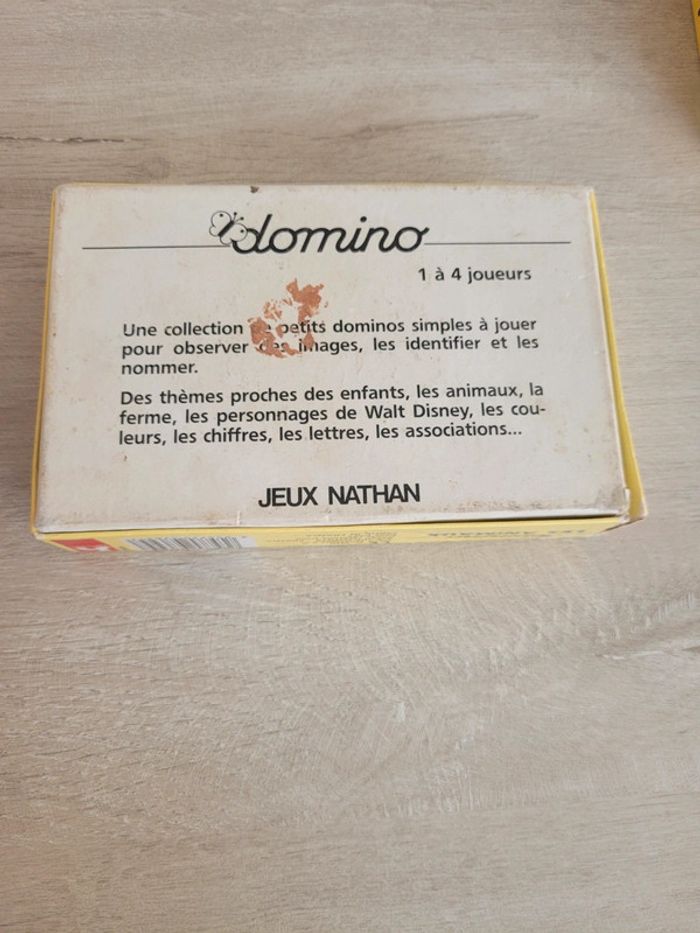 domino
1 à 4 joueurs
Une collection de petits dominos simples à jouer
pour observer des images, les identifier et les
nommer.
Des thèmes proches des enfants, les animaux, la
ferme, les personnages de Walt Disney, les cou-
leurs, les chiffres, les lettres, les associations...
JEUX NATHAN